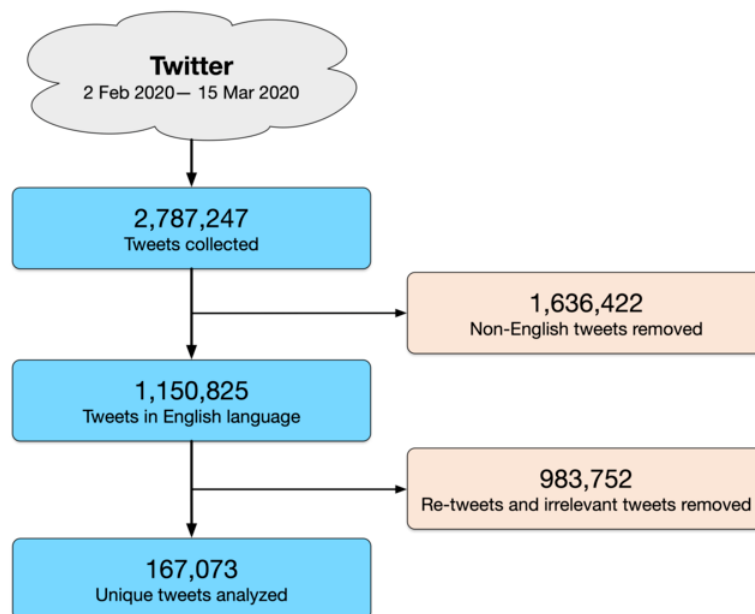 Twitter
2 Feb 2020— 15 Mar 2020
2,787,247
Tweets collected
1,636,422
Non-English tweets removed
1,150,825
Tweets in English language
983,752
Re-tweets and irrelevant tweets removed
167,073
Unique tweets analyzed